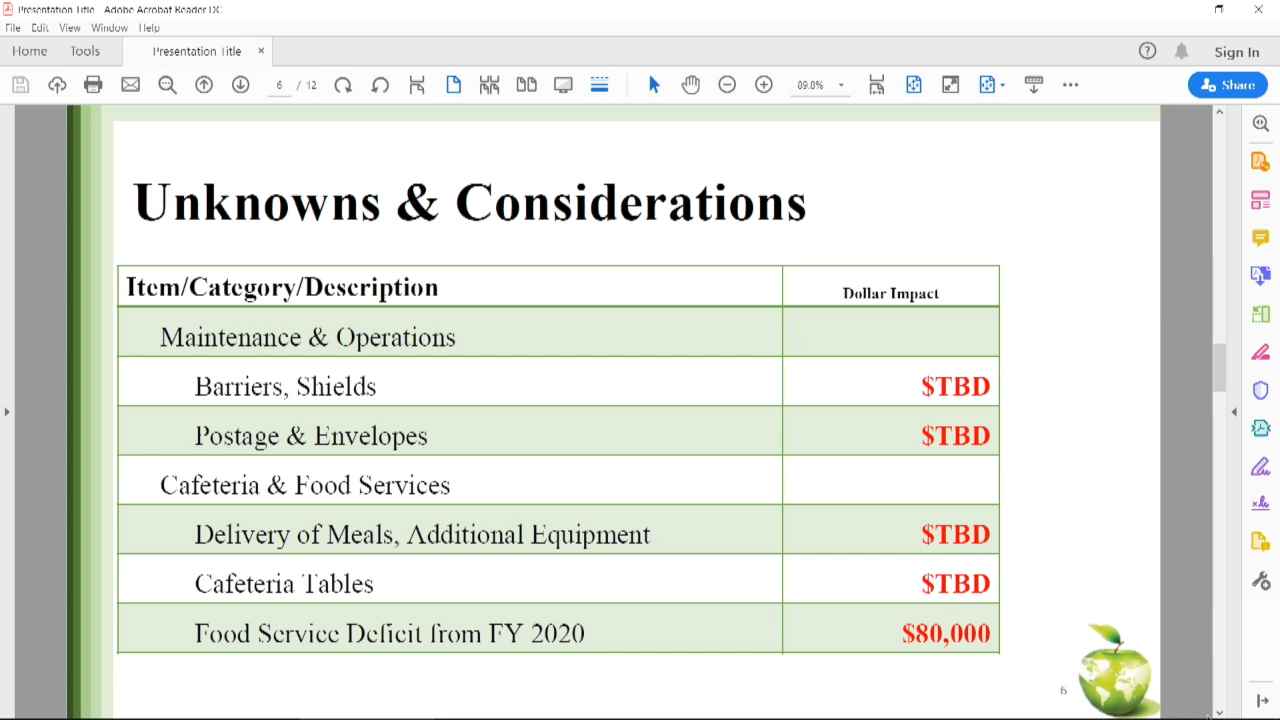 Presentation Title - Adobe Acrobat Reader DC
File Edit View Window Help
Home Tools Presentation Title × Sign In
6 / 12 89.8% Share
Unknowns & Considerations
Item/Category/Description Dollar Impact
Maintenance & Operations
Barriers, Shields $TBD
Postage & Envelopes $TBD
Cafeteria & Food Services
Delivery of Meals, Additional Equipment $TBD
Cafeteria Tables $TBD
Food Service Deficit from FY 2020 $80,000
6